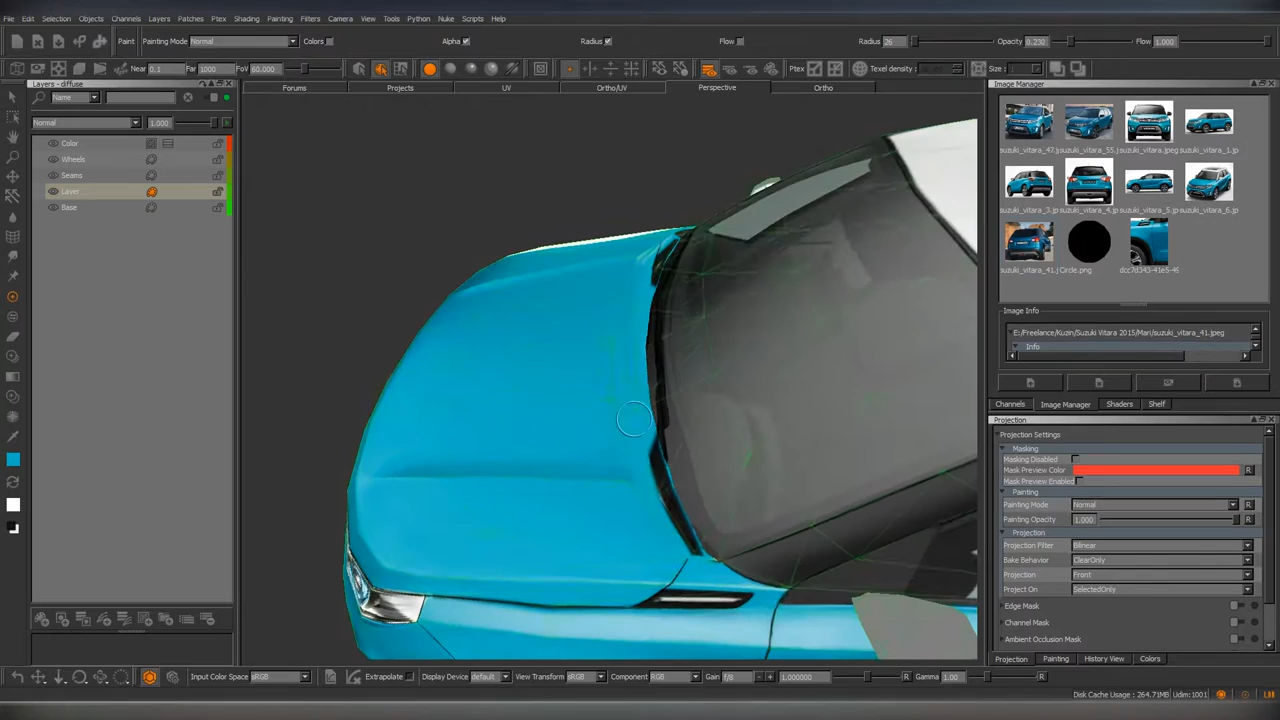 File Edit Selection Objects Channels Layers Patches Ptex Shading Painting Filters Camera View Tools Python Nuke Scripts Help
Paint Painting Mode Normal Colors Alpha Radius Flow Radius 26 Opacity 0.230 Flow 1.000
Near 0.1 Far 1000 FoV 60.000 Ptex Texel density: Size : 1
Layers - diffuse
Forums Projects UV Ortho/UV Perspective Ortho
Image Manager
Name
Normal 1.000
Color
Wheels
Seams
Layer
Base
suzuki_vitara_47.j suzuki_vitara_55.j suzuki_vitara.jpeg suzuki_vitara_1.jp
suzuki_vitara_3.jp suzuki_vitara_4.jp suzuki_vitara_5.jp suzuki_vitara_6.jp
suzuki_vitara_41.j Circle.png dcc7d343-41e5-49
Image Info
E:/Freelance/Kuzin/Suzuki Vitara 2015/Mari/suzuki_vitara_41.jpeg
Info
Channels Image Manager Shaders Shelf
Projection
Projection Settings
Masking
Masking Disabled
Mask Preview Color R
Mask Preview Enabled R
Painting
Painting Mode Normal R
Painting Opacity 1.000 R
Projection
Projection Filter Bilinear
Bake Behavior ClearOnly
Projection Front
Project On SelectedOnly
Edge Mask
Channel Mask
Ambient Occlusion Mask
Projection Painting History View Colors
Input Color Space sRGB Extrapolate Display Device default View Transform sRGB Component RGB Gain f/8 1.000000 R Gamma 1.00 R
Disk Cache Usage : 264.71MB Udim:1001